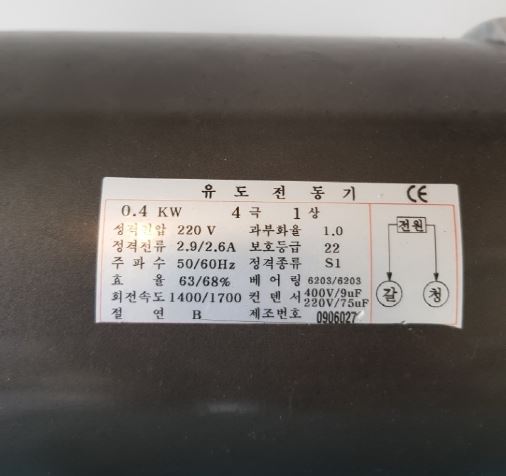 유 도 전 동 기 CE
0.4 KW 4 극 1 상
정격전압 220 V 과부화율 1.0
정격전류 2.9/2.6A 보호등급 22
주 파 수 50/60Hz 정격종류 S1
효 율 63/68% 베 어 링 6203/6203
회전속도 1400/1700 컨 덴 서 400V/9uF
220V/75uF
절 연 B 제조번호 0906027
전원
갈 청